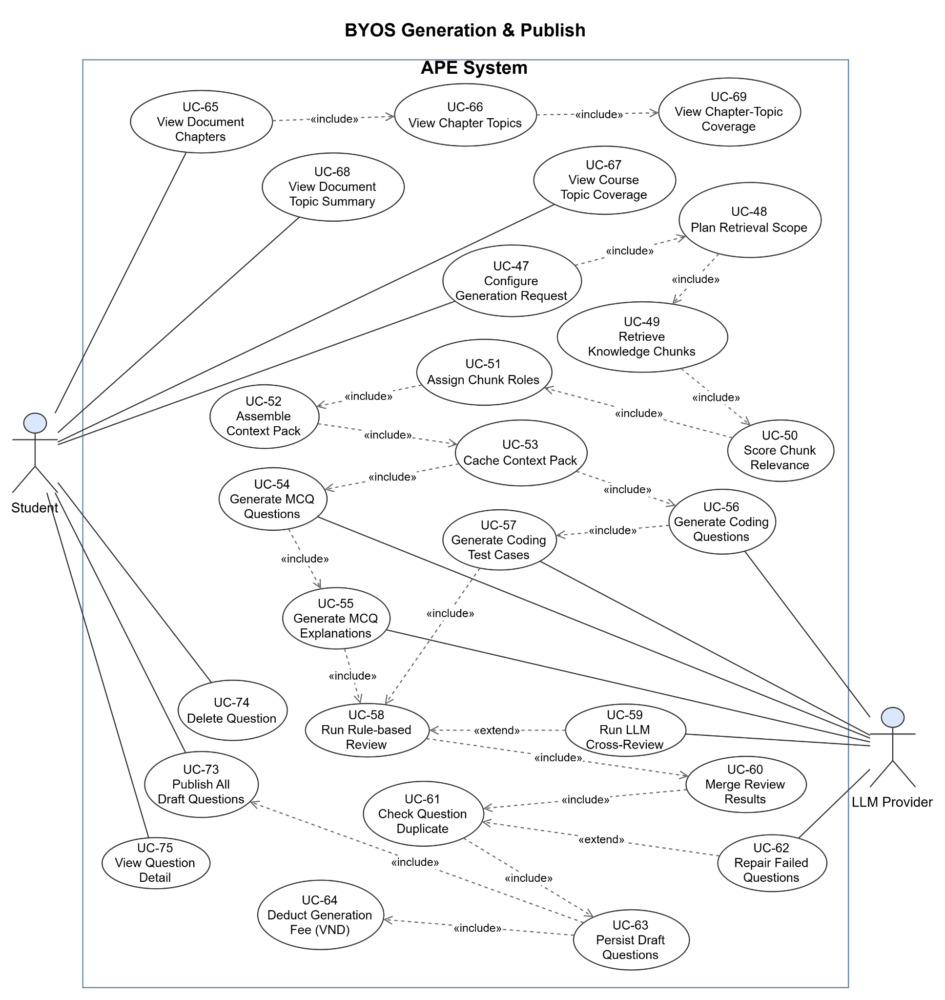 BYOS Generation & Publish
APE System
UC-65
View Document
Chapters
«include»
UC-66
View Chapter Topics
«include»
UC-69
View Chapter-Topic
Coverage
UC-68
View Document
Topic Summary
UC-67
View Course
Topic Coverage
UC-48
Plan Retrieval Scope
«include»
UC-47
Configure
Generation Request
«include»
UC-49
Retrieve
Knowledge Chunks
UC-51
Assign Chunk Roles
«include»
«include»
«include»
UC-52
Assemble
Context Pack
«include»
UC-53
Cache Context Pack
UC-50
Score Chunk
Relevance
«include»
«include»
UC-54
Generate MCQ
Questions
Student
UC-56
Generate Coding
Questions
«include»
UC-57
Generate Coding
Test Cases
«include»
UC-55
Generate MCQ
Explanations
«include»
«include»
UC-74
Delete Question
UC-58
Run Rule-based
Review
«extend»
UC-59
Run LLM
Cross-Review
«include»
UC-73
Publish All
Draft Questions
UC-60
Merge Review
Results
LLM Provider
«include»
UC-61
Check Question
Duplicate
«extend»
UC-62
Repair Failed
Questions
UC-75
View Question
Detail
«include»
«include»
UC-64
Deduct Generation
Fee (VND)
«include»
UC-63
Persist Draft
Questions